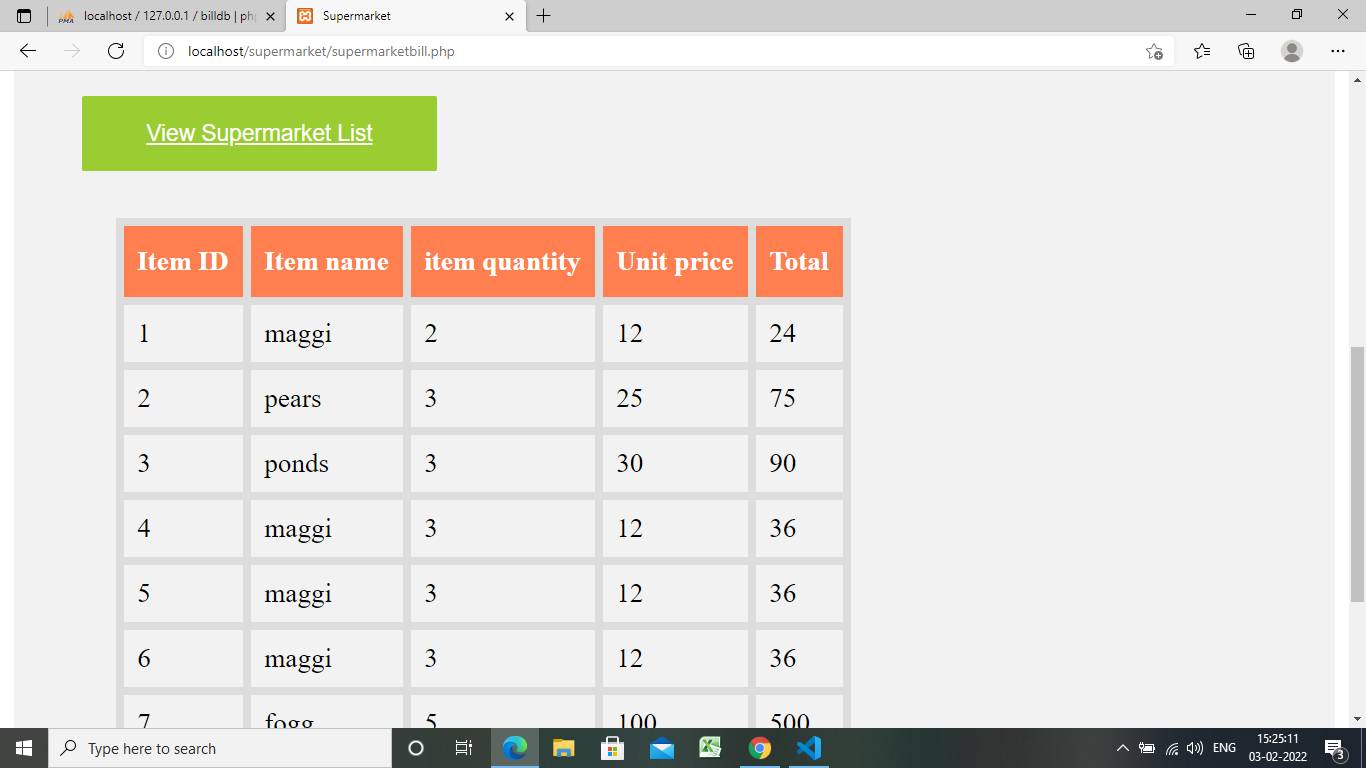 localhost / 127.0.0.1 / billdb | ph
Supermarket
localhost/supermarket/supermarketbill.php
View Supermarket List
Item ID Item name item quantity Unit price Total
1 maggi 2 12 24
2 pears 3 25 75
3 ponds 3 30 90
4 maggi 3 12 36
5 maggi 3 12 36
6 maggi 3 12 36
7 fogg 5 100 500
Type here to search
ENG
15:25:11
03-02-2022
3